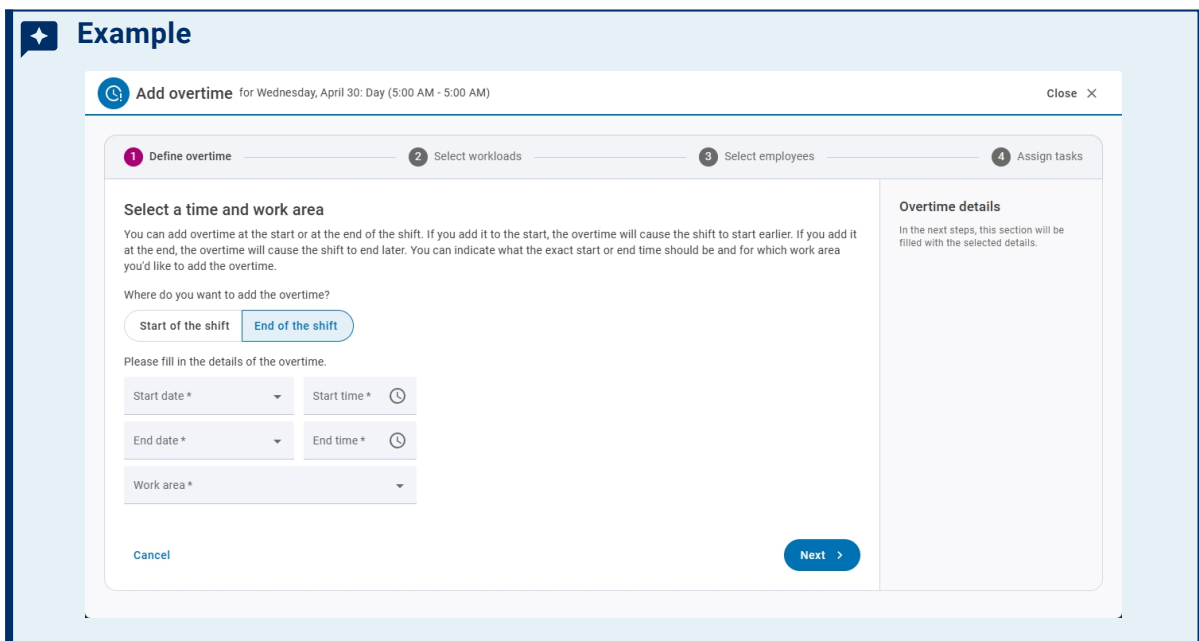 Example
Add overtime for Wednesday, April 30: Day (5:00 AM - 5:00 AM)
Close
1 Define overtime
2 Select workloads
3 Select employees
4 Assign tasks
Select a time and work area
You can add overtime at the start or at the end of the shift. If you add it to the start, the overtime will cause the shift to start earlier. If you add it
at the end, the overtime will cause the shift to end later. You can indicate what the exact start or end time should be and for which work area
you'd like to add the overtime.
Where do you want to add the overtime?
Start of the shift
End of the shift
Please fill in the details of the overtime.
Start date *
Start time *
End date *
End time *
Work area *
Cancel
Next
Overtime details
In the next steps, this section will be
filled with the selected details.